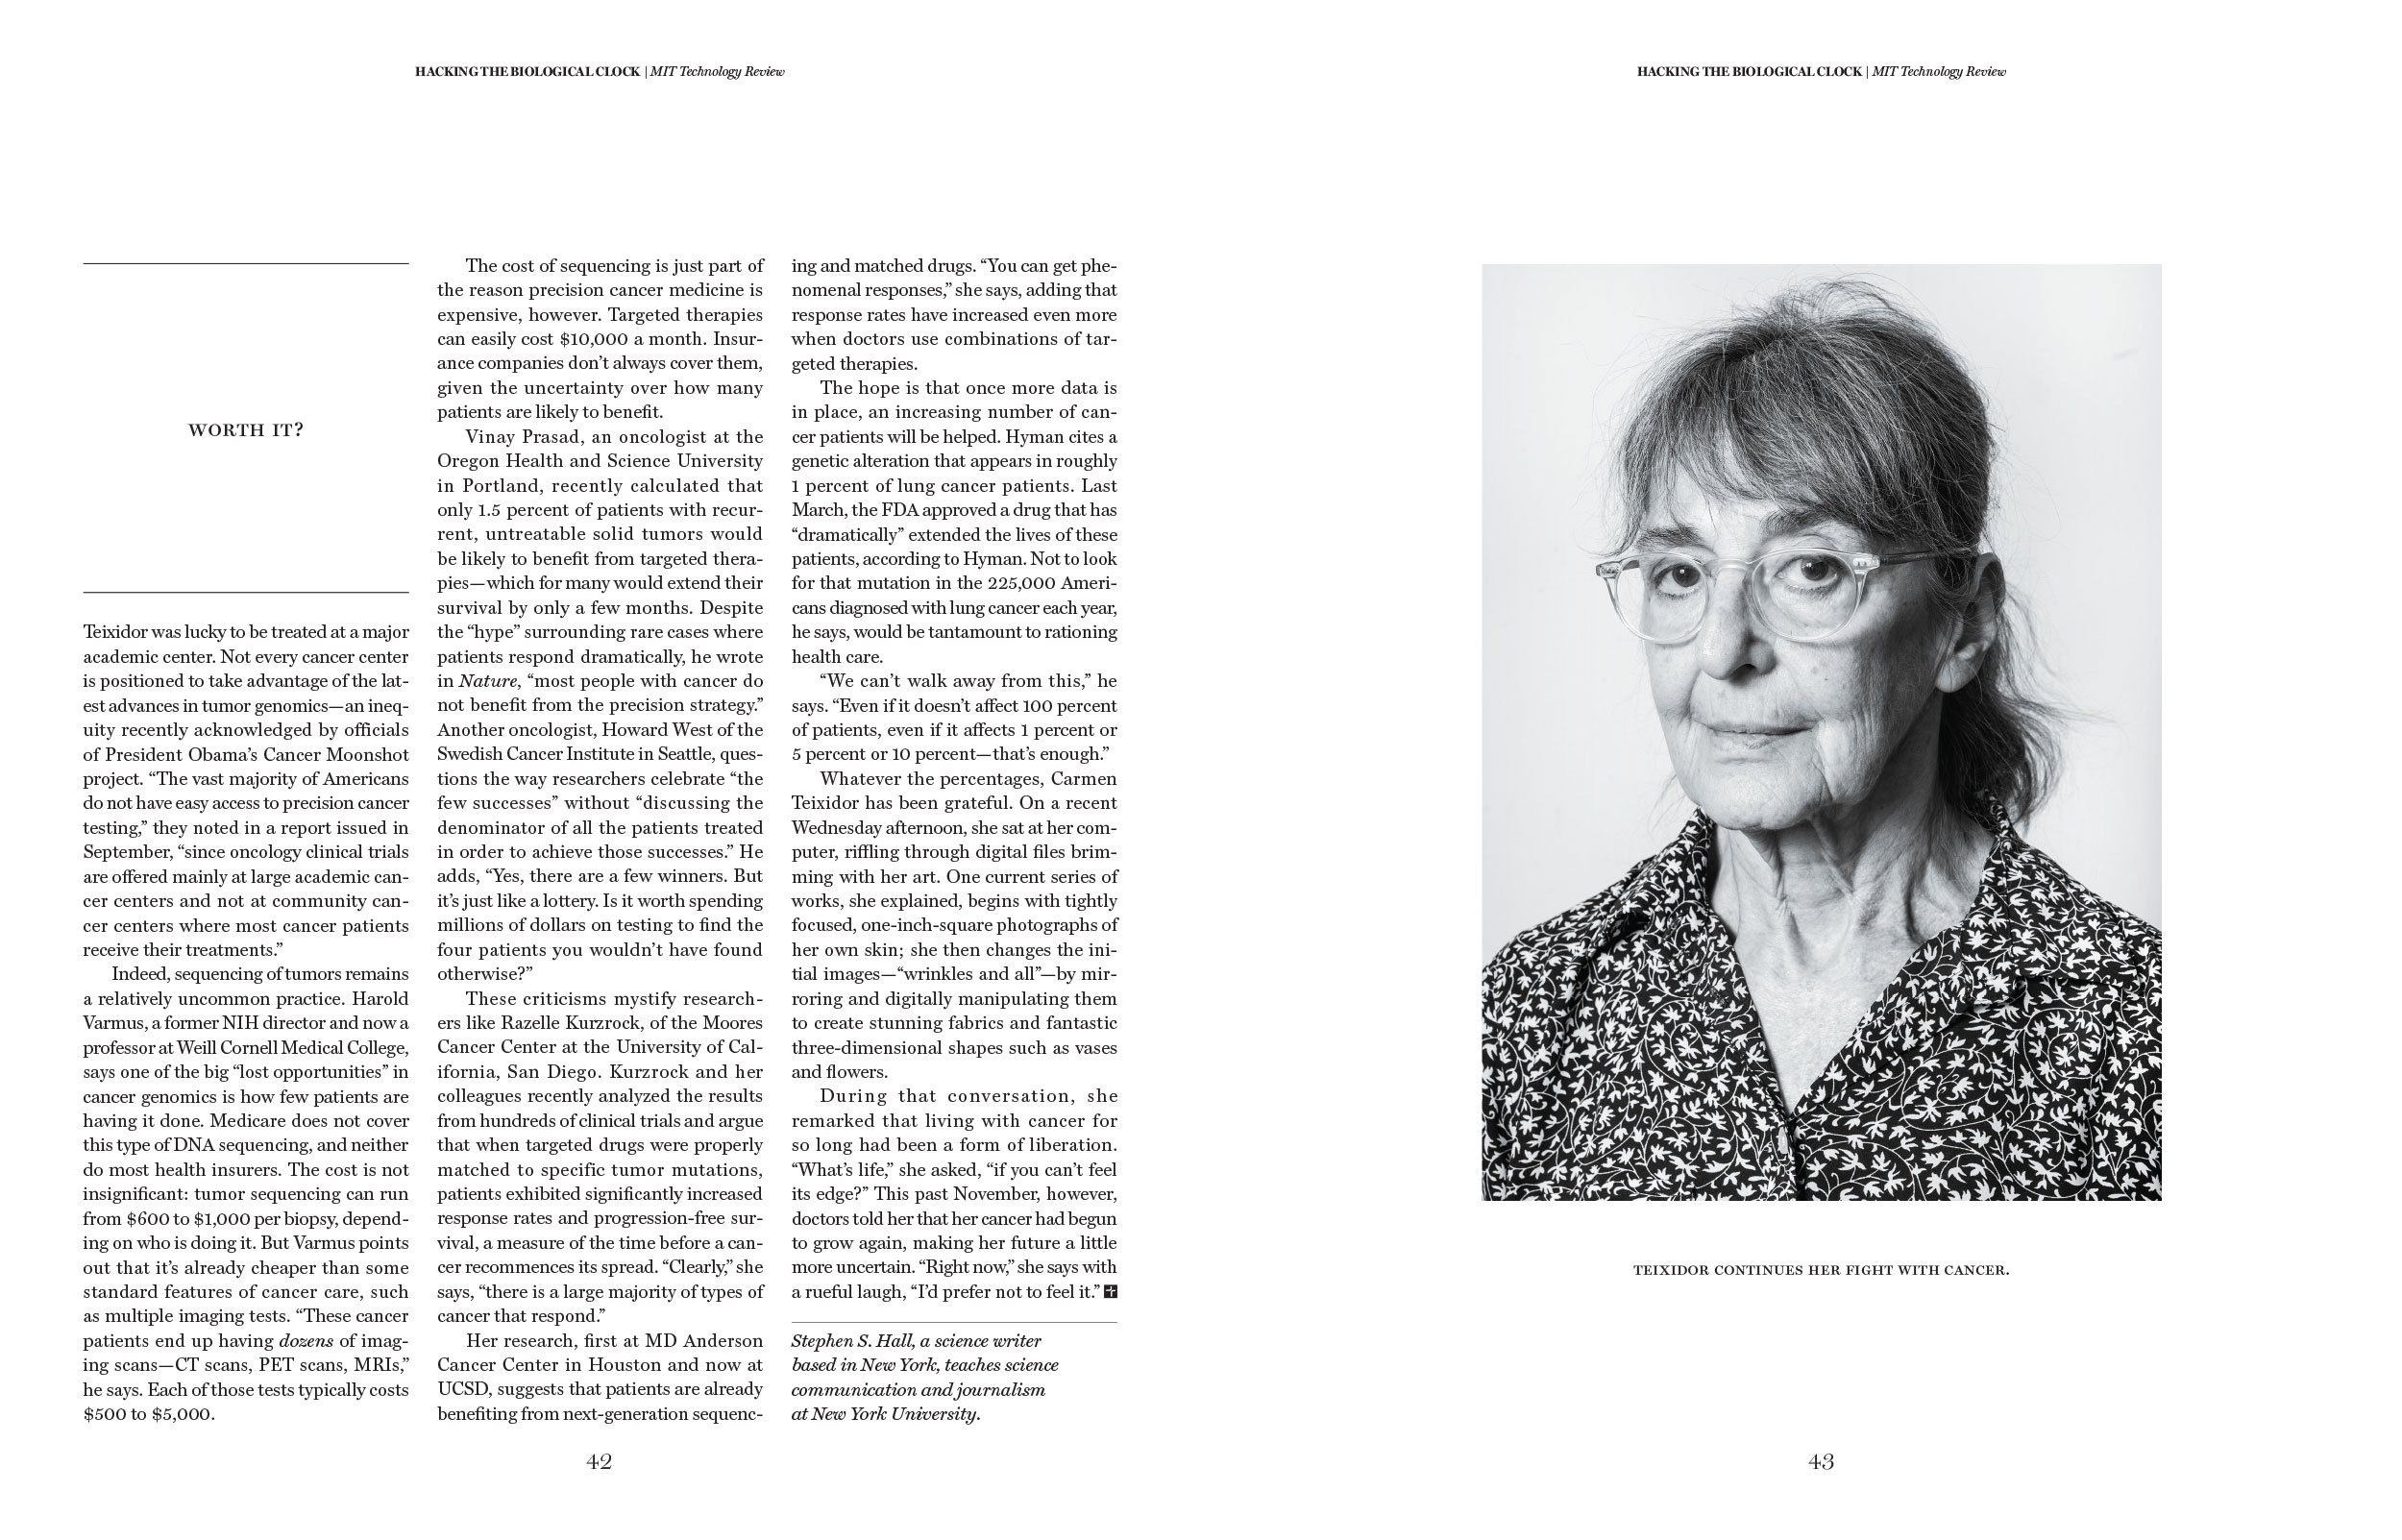 HACKING THE BIOLOGICAL CLOCK | MIT Technology Review
WORTH IT?
Teixidor was lucky to be treated at a major
academic center. Not every cancer center
is positioned to take advantage of the lat-
est advances in tumor genomics—an ineq-
uity recently acknowledged by officials
of President Obama’s Cancer Moonshot
project. “The vast majority of Americans
do not have easy access to precision cancer
testing,” they noted in a report issued in
September, “since oncology clinical trials
are offered mainly at large academic can-
cer centers and not at community can-
cer centers where most cancer patients
receive their treatments.”
Indeed, sequencing of tumors remains
a relatively uncommon practice. Harold
Varmus, a former NIH director and now a
professor at Weill Cornell Medical College,
says one of the big “lost opportunities” in
cancer genomics is how few patients are
having it done. Medicare does not cover
this type of DNA sequencing, and neither
do most health insurers. The cost is not
insignificant: tumor sequencing can run
from $600 to $1,000 per biopsy, depend-
ing on who is doing it. But Varmus points
out that it’s already cheaper than some
standard features of cancer care, such
as multiple imaging tests. “These cancer
patients end up having dozens of imag-
ing scans—CT scans, PET scans, MRIs,”
he says. Each of those tests typically costs
$500 to $5,000.
The cost of sequencing is just part of
the reason precision cancer medicine is
expensive, however. Targeted therapies
can easily cost $10,000 a month. Insur-
ance companies don’t always cover them,
given the uncertainty over how many
patients are likely to benefit.
Vinay Prasad, an oncologist at the
Oregon Health and Science University
in Portland, recently calculated that
only 1.5 percent of patients with recur-
rent, untreatable solid tumors would
be likely to benefit from targeted thera-
pies—which for many would extend their
survival by only a few months. Despite
the “hype” surrounding rare cases where
patients respond dramatically, he wrote
in Nature, “most people with cancer do
not benefit from the precision strategy.”
Another oncologist, Howard West of the
Swedish Cancer Institute in Seattle, ques-
tions the way researchers celebrate “the
few successes” without “discussing the
denominator of all the patients treated
in order to achieve those successes.” He
adds, “Yes, there are a few winners. But
it’s just like a lottery. Is it worth spending
millions of dollars on testing to find the
four patients you wouldn’t have found
otherwise?”
These criticisms mystify research-
ers like Razelle Kurzrock, of the Moores
Cancer Center at the University of Cal-
ifornia, San Diego. Kurzrock and her
colleagues recently analyzed the results
from hundreds of clinical trials and argue
that when targeted drugs were properly
matched to specific tumor mutations,
patients exhibited significantly increased
response rates and progression-free sur-
vival, a measure of the time before a can-
cer recommences its spread. “Clearly,” she
says, “there is a large majority of types of
cancer that respond.”
Her research, first at MD Anderson
Cancer Center in Houston and now at
UCSD, suggests that patients are already
benefiting from next-generation sequenc-
ing and matched drugs. “You can get phe-
nomenal responses,” she says, adding that
response rates have increased even more
when doctors use combinations of tar-
geted therapies.
The hope is that once more data is
in place, an increasing number of can-
cer patients will be helped. Hyman cites a
genetic alteration that appears in roughly
1 percent of lung cancer patients. Last
March, the FDA approved a drug that has
“dramatically” extended the lives of these
patients, according to Hyman. Not to look
for that mutation in the 225,000 Ameri-
cans diagnosed with lung cancer each year,
he says, would be tantamount to rationing
health care.
“We can’t walk away from this,” he
says. “Even if it doesn’t affect 100 percent
of patients, even if it affects 1 percent or
5 percent or 10 percent—that’s enough.”
Whatever the percentages, Carmen
Teixidor has been grateful. On a recent
Wednesday afternoon, she sat at her com-
puter, riffling through digital files brim-
ming with her art. One current series of
works, she explained, begins with tightly
focused, one-inch-square photographs of
her own skin; she then changes the ini-
tial images—“wrinkles and all”—by mir-
roring and digitally manipulating them
to create stunning fabrics and fantastic
three-dimensional shapes such as vases
and flowers.
During that conversation, she
remarked that living with cancer for
so long had been a form of liberation.
“What’s life,” she asked, “if you can’t feel
its edge?” This past November, however,
doctors told her that her cancer had begun
to grow again, making her future a little
more uncertain. “Right now,” she says with
a rueful laugh, “I’d prefer not to feel it.”
Stephen S. Hall, a science writer
based in New York, teaches science
communication and journalism
at New York University.
42
HACKING THE BIOLOGICAL CLOCK | MIT Technology Review
TEIXIDOR CONTINUES HER FIGHT WITH CANCER.
43